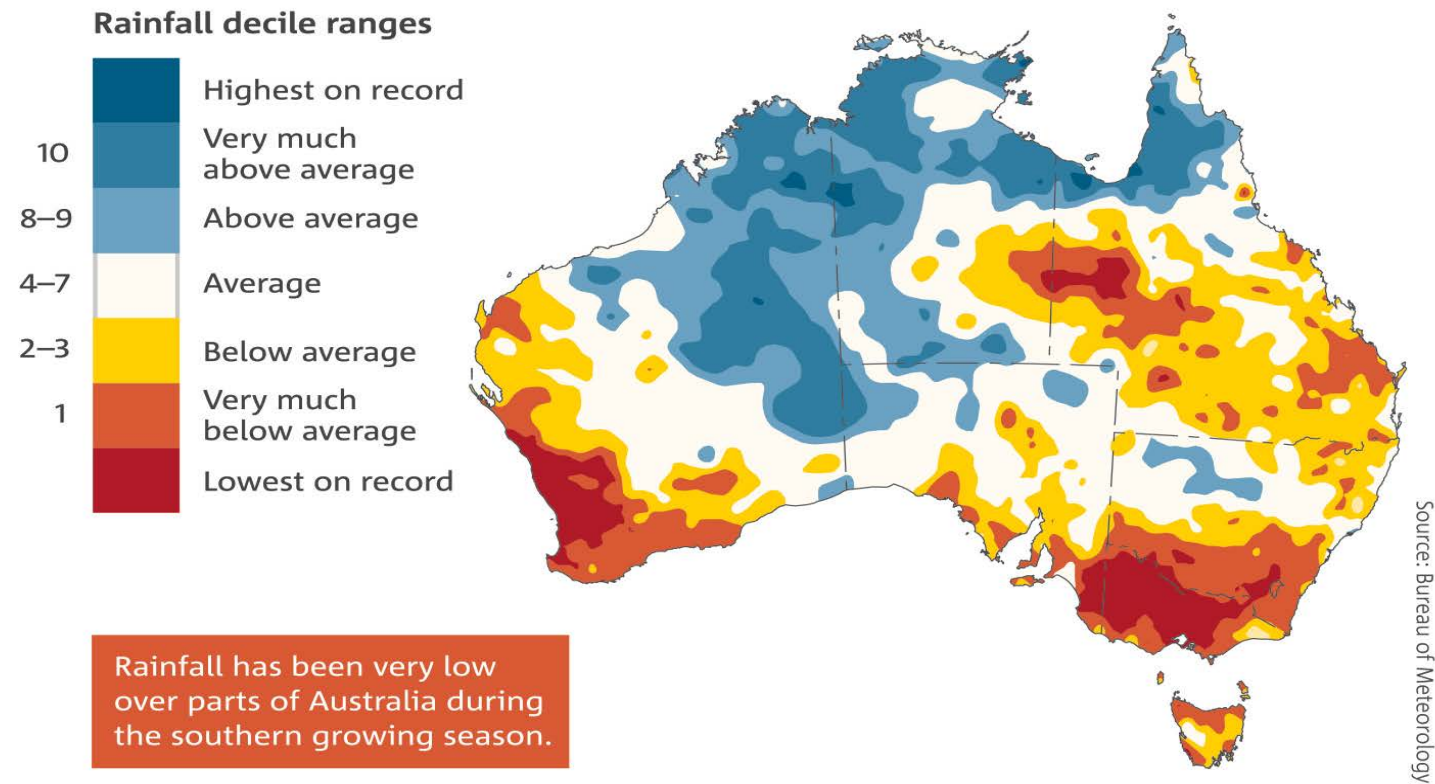 Rainfall decile ranges
Highest on record
10
Very much
above average
8–9
Above average
4–7
Average
2–3
Below average
1
Very much
below average
Lowest on record
Rainfall has been very low
over parts of Australia during
the southern growing season.
Source: Bureau of Meteorology